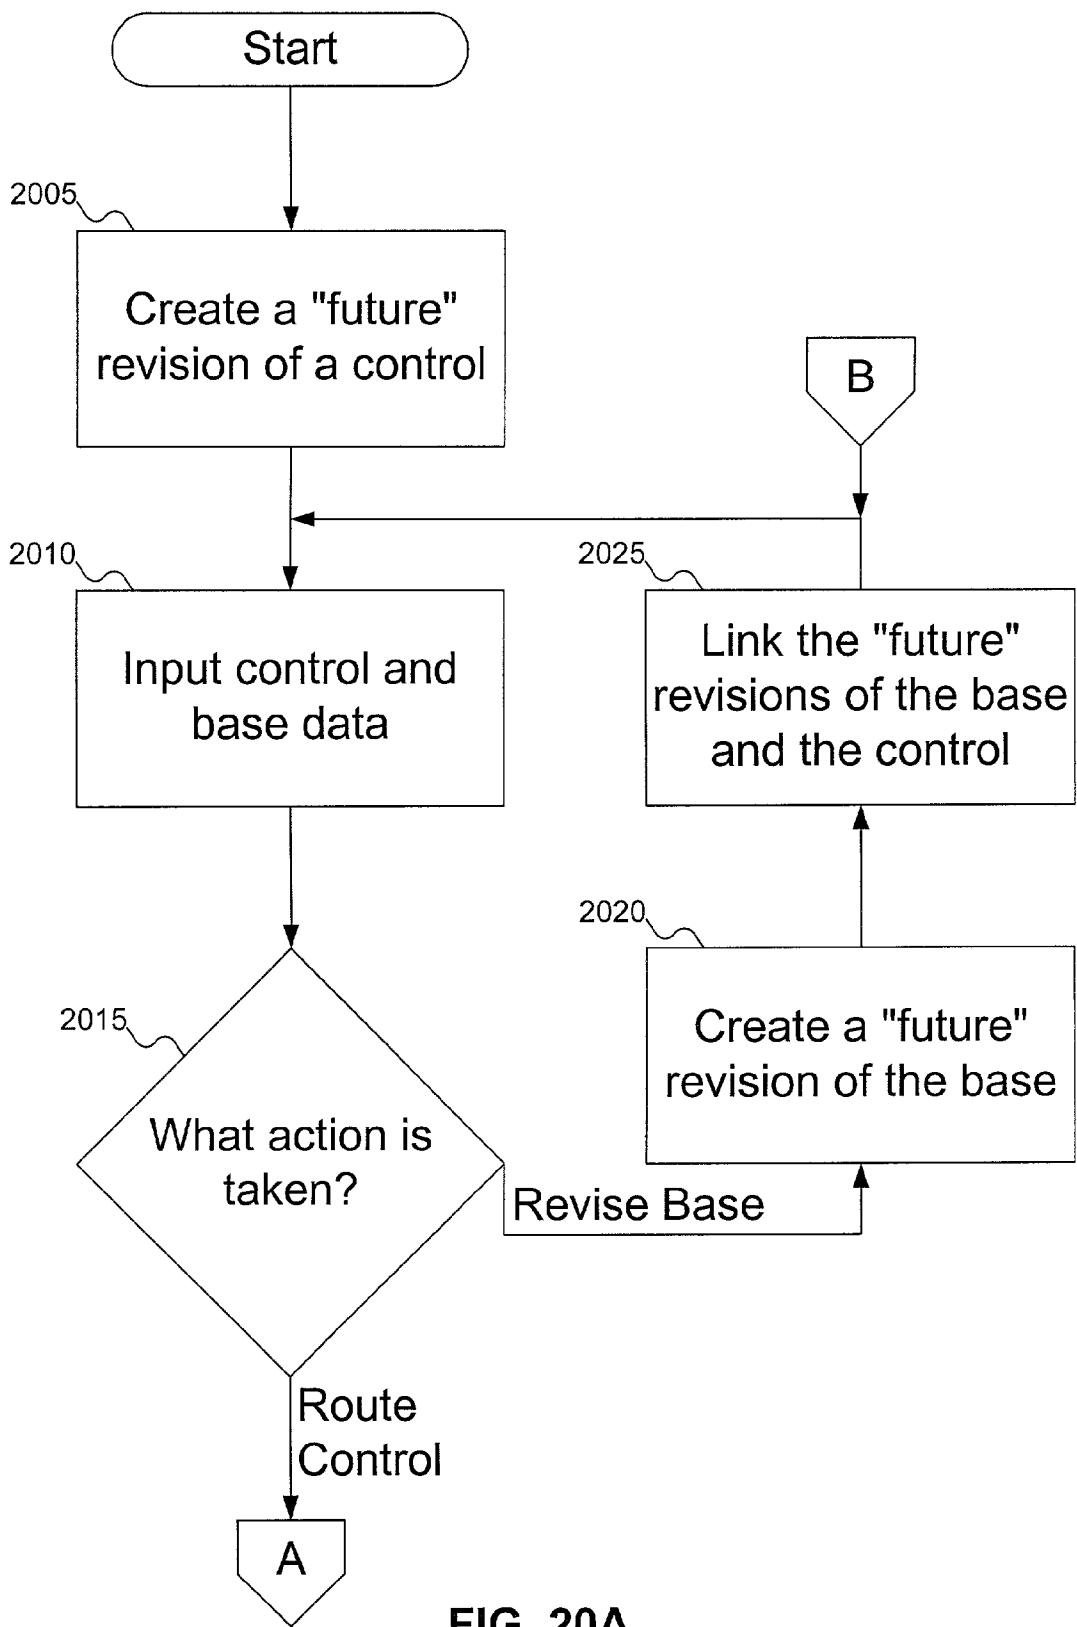 Start
2005
Create a "future"
revision of a control
B
2010
Input control and
base data
2025
Link the "future"
revisions of the base
and the control
2020
Create a "future"
revision of the base
2015
What action is
taken?
Revise Base
Route
Control
A
FIG. 20A